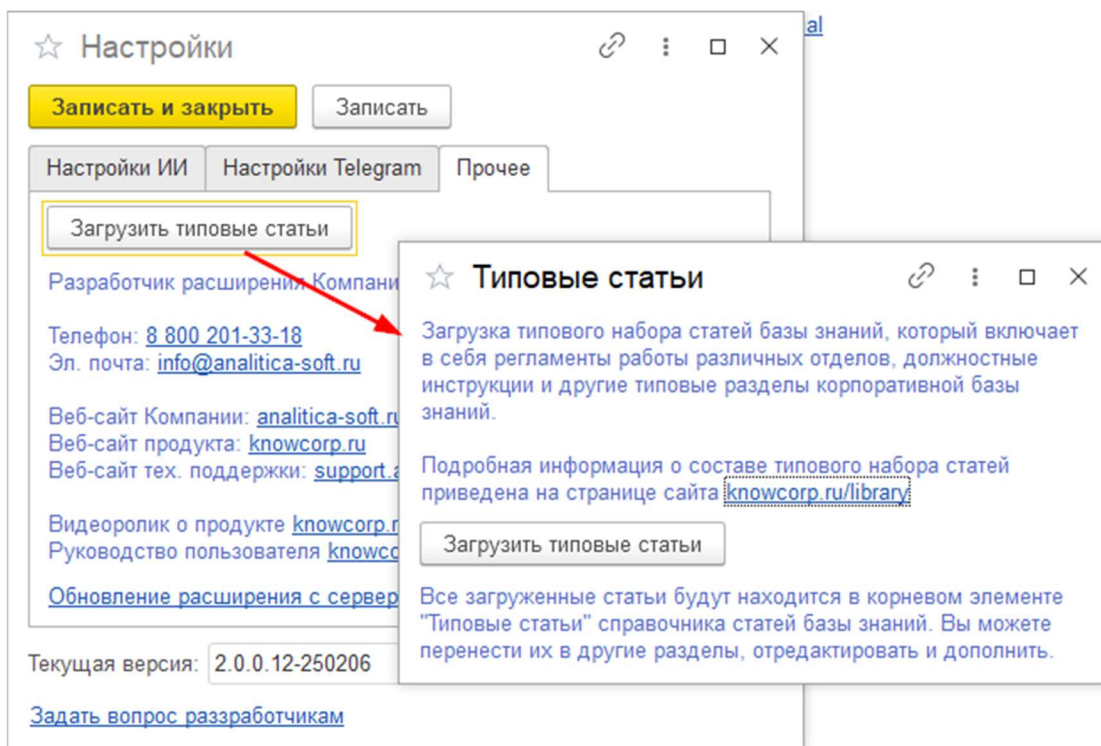 al
Настройки
Записать и закрыть
Записать
Настройки ИИ
Настройки Telegram
Прочее
Загрузить типовые статьи
Разработчик расширения Компани
Телефон: 8 800 201-33-18
Эл. почта: info@analitica-soft.ru
Веб-сайт Компании: analitica-soft.ru
Веб-сайт продукта: knowcorp.ru
Веб-сайт тех. поддержки: support.a
Видеоролик о продукте knowcorp.r
Руководство пользователя knowco
Обновление расширения с сервер
Текущая версия: 2.0.0.12-250206
Задать вопрос раззработчикам
Типовые статьи
Загрузка типового набора статей базы знаний, который включает
в себя регламенты работы различных отделов, должностные
инструкции и другие типовые разделы корпоративной базы
знаний.
Подробная информация о составе типового набора статей
приведена на странице сайта knowcorp.ru/library
Загрузить типовые статьи
Все загруженные статьи будут находится в корневом элементе
"Типовые статьи" справочника статей базы знаний. Вы можете
перенести их в другие разделы, отредактировать и дополнить.